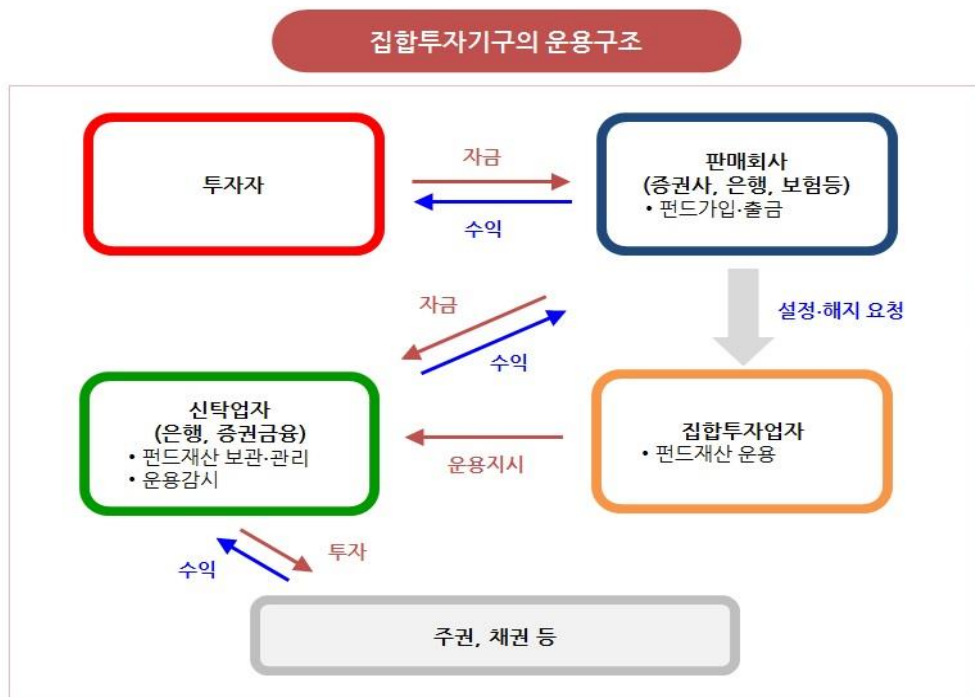 집합투자기구의 운용구조
투자자
자금
수익
판매회사
(증권사, 은행, 보험등)
• 펀드가입·출금
자금
수익
설정·해지 요청
신탁업자
(은행, 증권금융)
• 펀드재산 보관·관리
• 운용감시
운용지시
집합투자업자
• 펀드재산 운용
수익
투자
주권, 채권 등